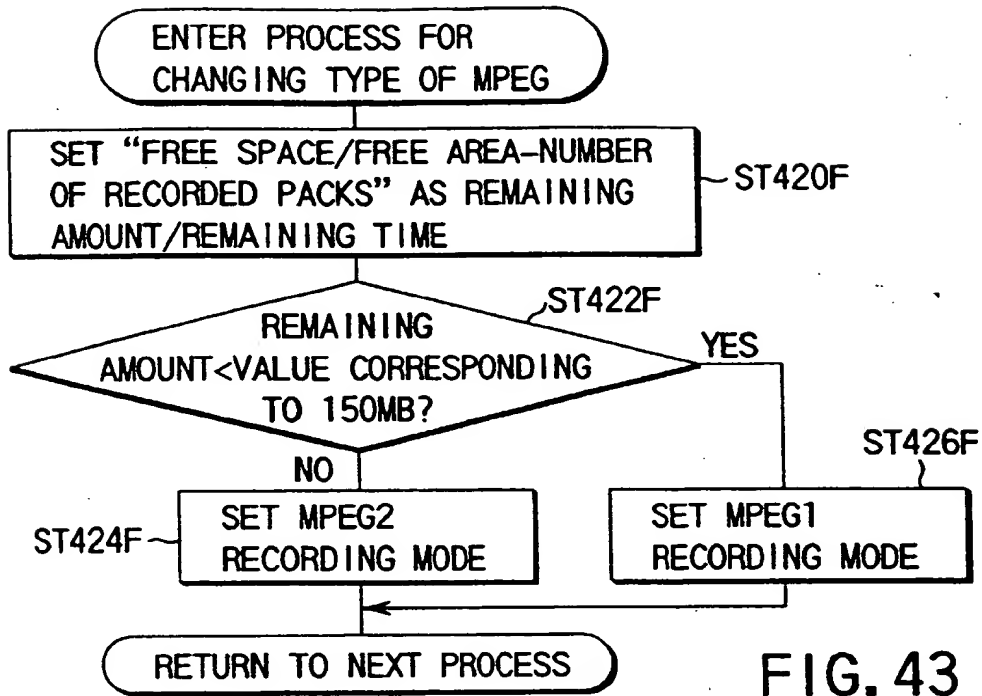 ENTER PROCESS FOR
CHANGING TYPE OF MPEG
SET “FREE SPACE/FREE AREA-NUMBER
OF RECORDED PACKS” AS REMAINING
AMOUNT/REMAINING TIME
ST420F
ST422F
REMAINING
AMOUNT<VALUE CORRESPONDING
TO 150MB?
YES
NO
ST426F
ST424F
SET MPEG2
RECORDING MODE
SET MPEG1
RECORDING MODE
RETURN TO NEXT PROCESS
FIG. 43